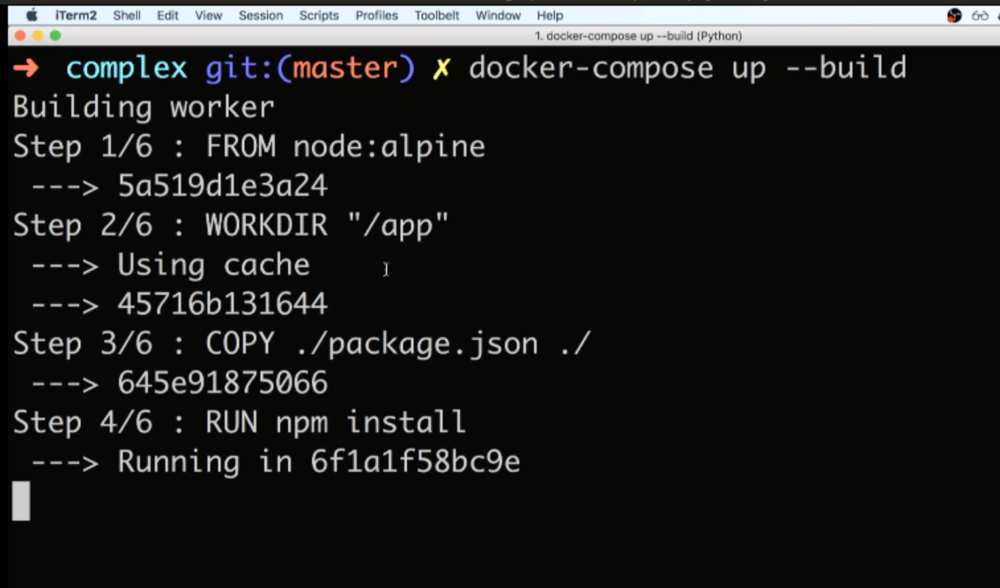 iTerm2 Shell Edit View Session Scripts Profiles Toolbelt Window Help
1. docker-compose up --build (Python)
➜ complex git:(master) ✗ docker-compose up --build
Building worker
Step 1/6 : FROM node:alpine
---> 5a519d1e3a24
Step 2/6 : WORKDIR "/app"
---> Using cache
---> 45716b131644
Step 3/6 : COPY ./package.json ./
---> 645e91875066
Step 4/6 : RUN npm install
---> Running in 6f1a1f58bc9e